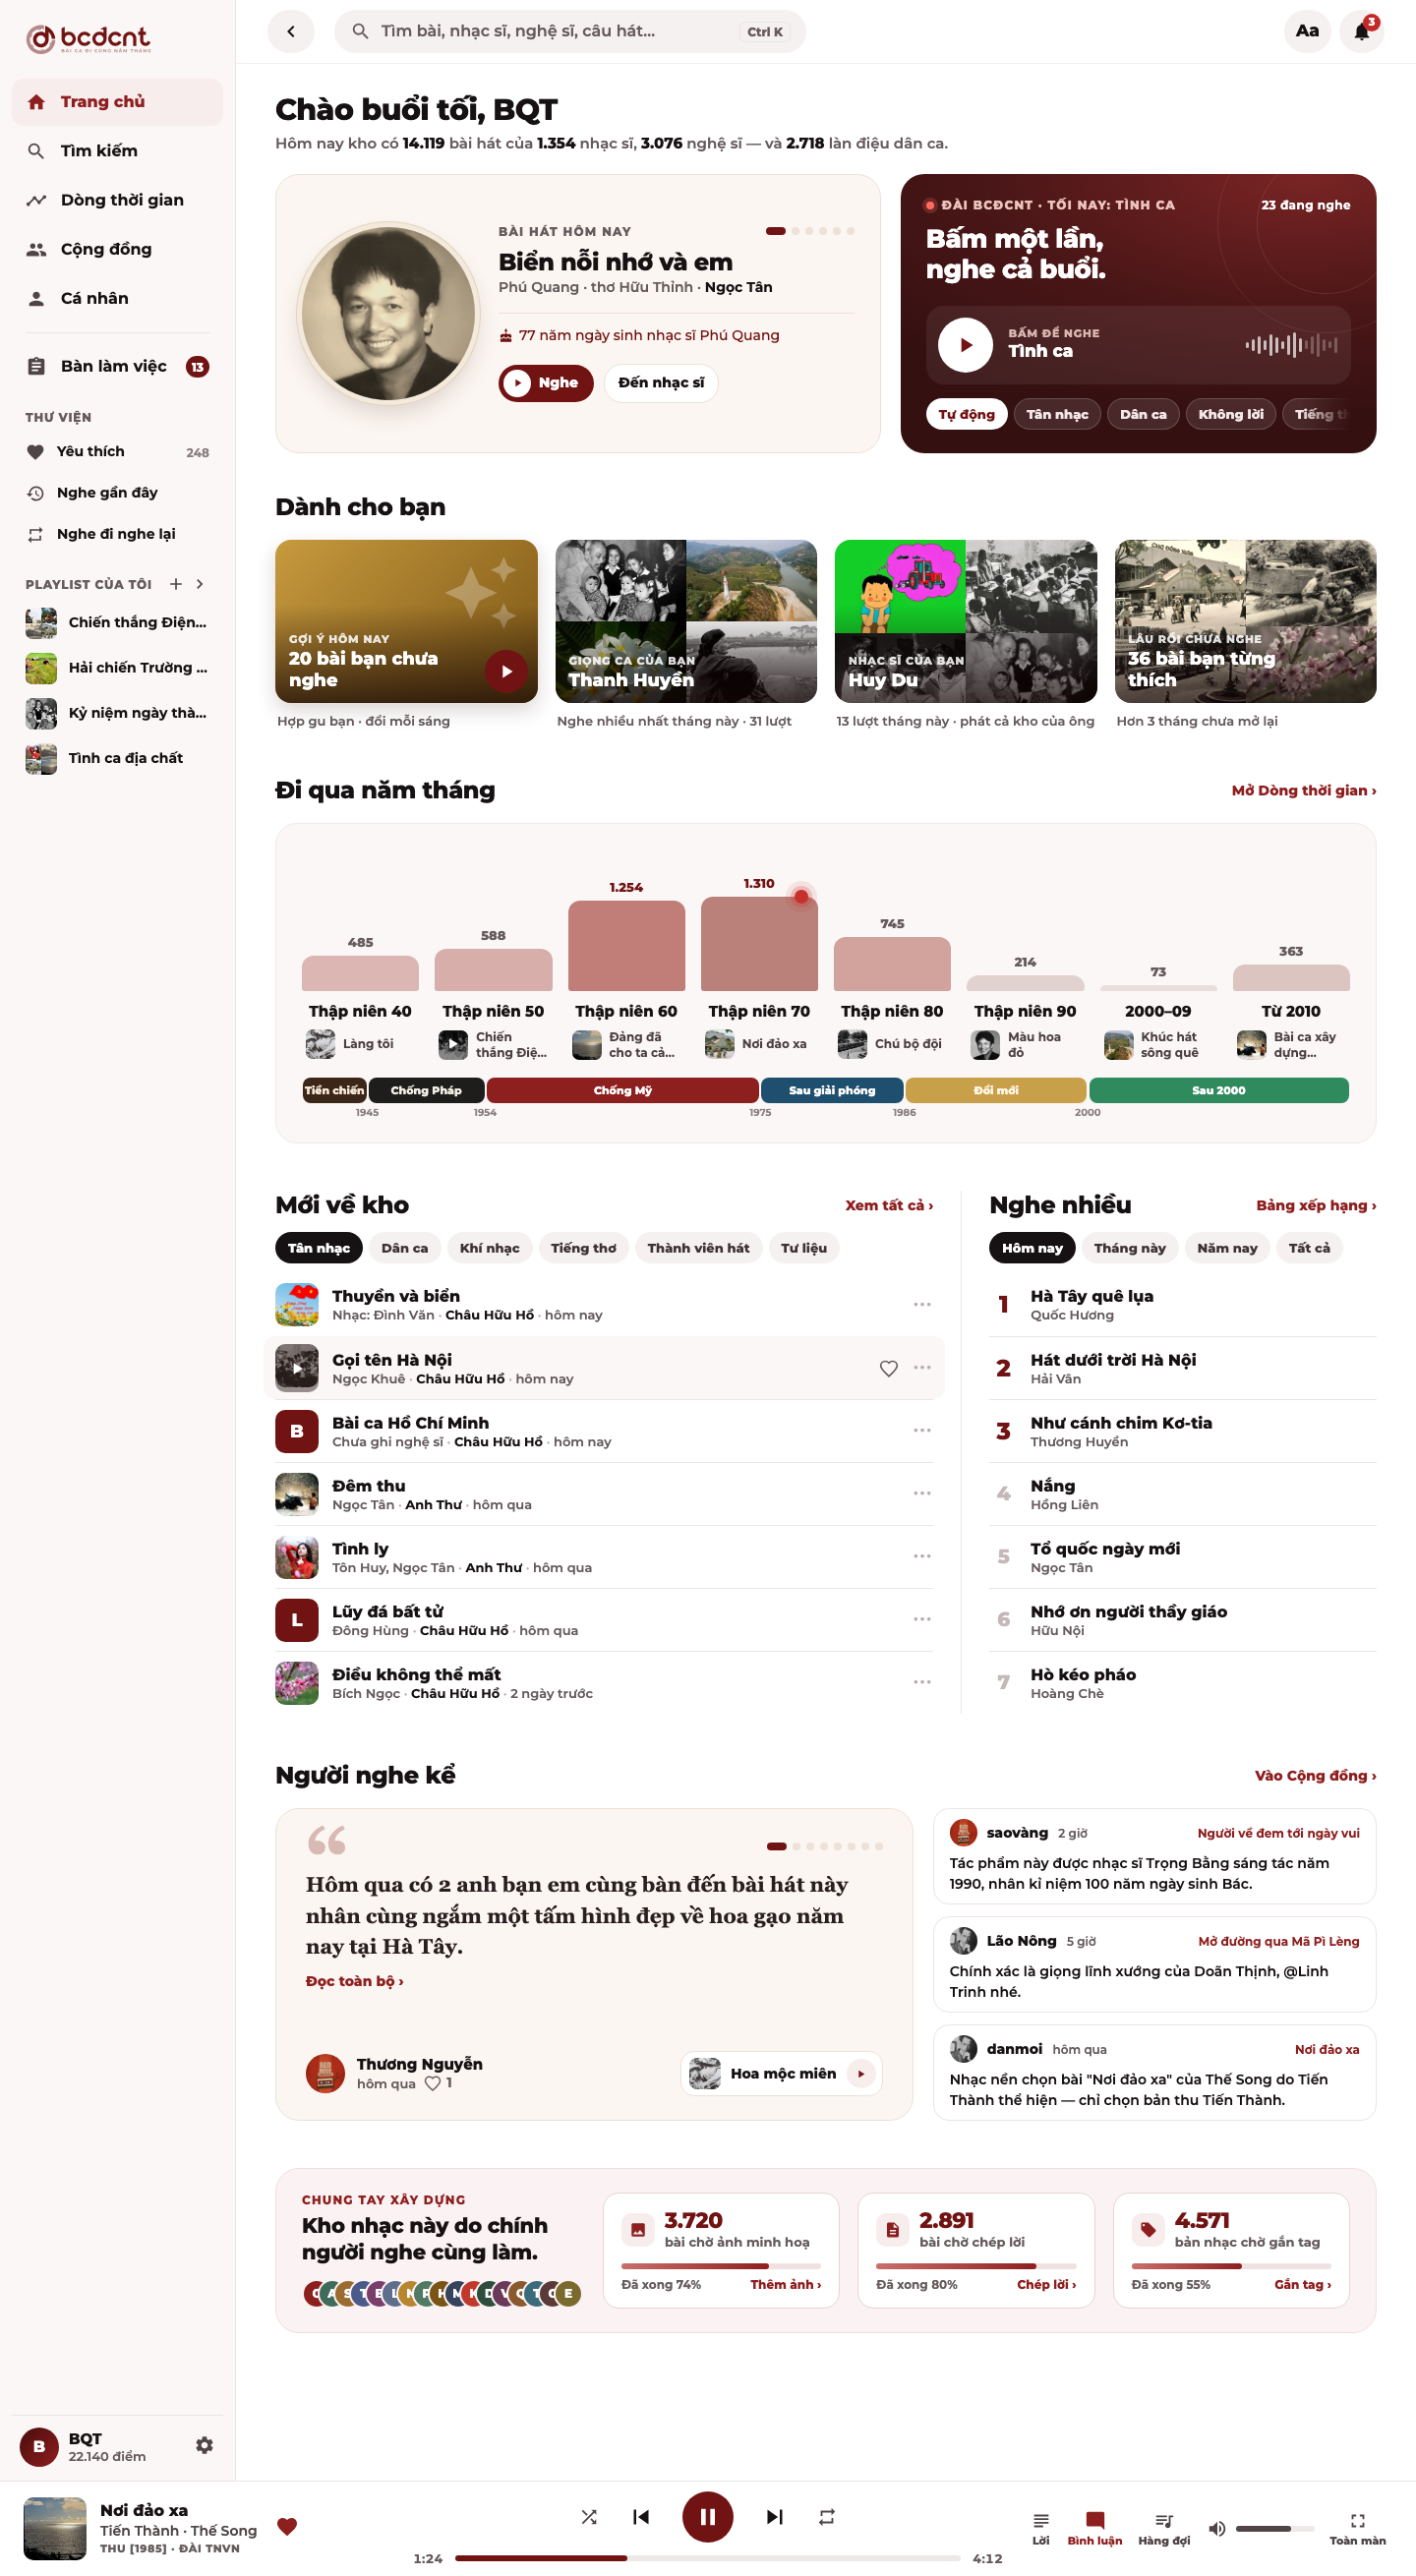 bcdcnt
BÀI CA ĐI CÙNG NĂM THÁNG
Trang chủ
Tìm kiếm
Dòng thời gian
Cộng đồng
Cá nhân
Bàn làm việc 13
THƯ VIỆN
Yêu thích 248
Nghe gần đây
Nghe đi nghe lại
PLAYLIST CỦA TÔI
Chiến thắng Điện...
Hải chiến Trường ...
Kỷ niệm ngày thà...
Tình ca địa chất
BQT
22.140 điểm
Tìm bài, nhạc sĩ, nghệ sĩ, câu hát... Ctrl K
Aa
3
Chào buổi tối, BQT
Hôm nay kho có 14.119 bài hát của 1.354 nhạc sĩ, 3.076 nghệ sĩ — và 2.718 làn điệu dân ca.
BÀI HÁT HÔM NAY
Biển nỗi nhớ và em
Phú Quang · thơ Hữu Thỉnh · Ngọc Tân
77 năm ngày sinh nhạc sĩ Phú Quang
Nghe
Đến nhạc sĩ
ĐÀI BCĐCNT · TỐI NAY: TÌNH CA
23 đang nghe
Bấm một lần,
nghe cả buổi.
BẤM ĐỂ NGHE
Tình ca
Tự động
Tân nhạc
Dân ca
Không lời
Tiếng th
Dành cho bạn
GỢI Ý HÔM NAY
20 bài bạn chưa
nghe
Hợp gu bạn · đổi mỗi sáng
GIỌNG CA CỦA BẠN
Thanh Huyền
Nghe nhiều nhất tháng này · 31 lượt
NHẠC SĨ CỦA BẠN
Huy Du
13 lượt tháng này · phát cả kho của ông
LÂU RỒI CHƯA NGHE
36 bài bạn từng
thích
Hơn 3 tháng chưa mở lại
Đi qua năm tháng
Mở Dòng thời gian ›
485
588
1.254
1.310
745
214
73
363
Thập niên 40
Thập niên 50
Thập niên 60
Thập niên 70
Thập niên 80
Thập niên 90
2000–09
Từ 2010
Làng tôi
Chiến
thắng Điệ...
Đảng đã
cho ta cả...
Nơi đảo xa
Chú bộ đội
Màu hoa
đỏ
Khúc hát
sông quê
Bài ca xây
dựng...
Tiền chiến
Chống Pháp
Chống Mỹ
Sau giải phóng
Đổi mới
Sau 2000
1945
1954
1975
1986
2000
Mới về kho
Xem tất cả ›
Tân nhạc
Dân ca
Khí nhạc
Tiếng thơ
Thành viên hát
Tư liệu
Thuyền và biển
Nhạc: Đình Văn · Châu Hữu Hồ · hôm nay
Gọi tên Hà Nội
Ngọc Khuê · Châu Hữu Hồ · hôm nay
B
Bài ca Hồ Chí Minh
Chưa ghi nghệ sĩ · Châu Hữu Hồ · hôm nay
Đêm thu
Ngọc Tân · Anh Thư · hôm qua
Tình ly
Tôn Huy, Ngọc Tân · Anh Thư · hôm qua
L
Lũy đá bất tử
Đông Hùng · Châu Hữu Hồ · hôm qua
Điều không thể mất
Bích Ngọc · Châu Hữu Hồ · 2 ngày trước
Nghe nhiều
Bảng xếp hạng ›
Hôm nay
Tháng này
Năm nay
Tất cả
1
Hà Tây quê lụa
Quốc Hương
2
Hát dưới trời Hà Nội
Hải Vân
3
Như cánh chim Kơ-tia
Thương Huyền
4
Nắng
Hồng Liên
5
Tổ quốc ngày mới
Ngọc Tân
6
Nhớ ơn người thầy giáo
Hữu Nội
7
Hò kéo pháo
Hoàng Chè
Người nghe kể
Vào Cộng đồng ›
“
Hôm qua có 2 anh bạn em cùng bàn đến bài hát này
nhân cùng ngắm một tấm hình đẹp về hoa gạo năm
nay tại Hà Tây.
Đọc toàn bộ ›
Thương Nguyễn
hôm qua 1
Hoa mộc miên
saovàng 2 giờ
Người về đem tới ngày vui
Tác phẩm này được nhạc sĩ Trọng Bằng sáng tác năm
1990, nhân kỉ niệm 100 năm ngày sinh Bác.
Lão Nông 5 giờ
Mở đường qua Mã Pì Lèng
Chính xác là giọng lĩnh xướng của Doãn Thịnh, @Linh
Trinh nhé.
danmoi hôm qua
Nơi đảo xa
Nhạc nền chọn bài "Nơi đảo xa" của Thế Song do Tiến
Thành thể hiện — chỉ chọn bản thu Tiến Thành.
CHUNG TAY XÂY DỰNG
Kho nhạc này do chính
người nghe cùng làm.
E
3.720
bài chờ ảnh minh hoạ
Đã xong 74%
Thêm ảnh ›
2.891
bài chờ chép lời
Đã xong 80%
Chép lời ›
4.571
bản nhạc chờ gắn tag
Đã xong 55%
Gắn tag ›
Nơi đảo xa
Tiến Thành · Thế Song
THU [1985] · ĐÀI TNVN
1:24
4:12
Lời
Bình luận
Hàng đợi
Toàn màn